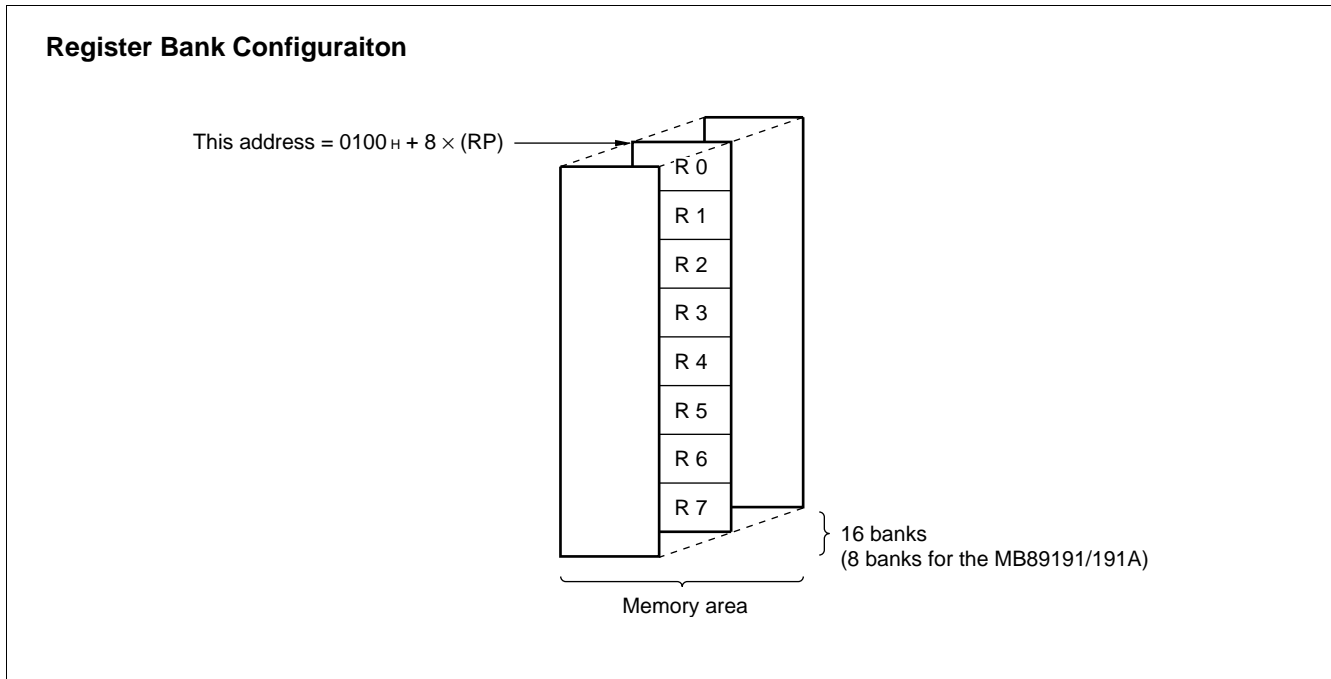 Register Bank Configuraiton
This address = 0100 H + 8 × (RP)
R 0
R 1
R 2
R 3
R 4
R 5
R 6
R 7
16 banks
(8 banks for the MB89191/191A)
Memory area